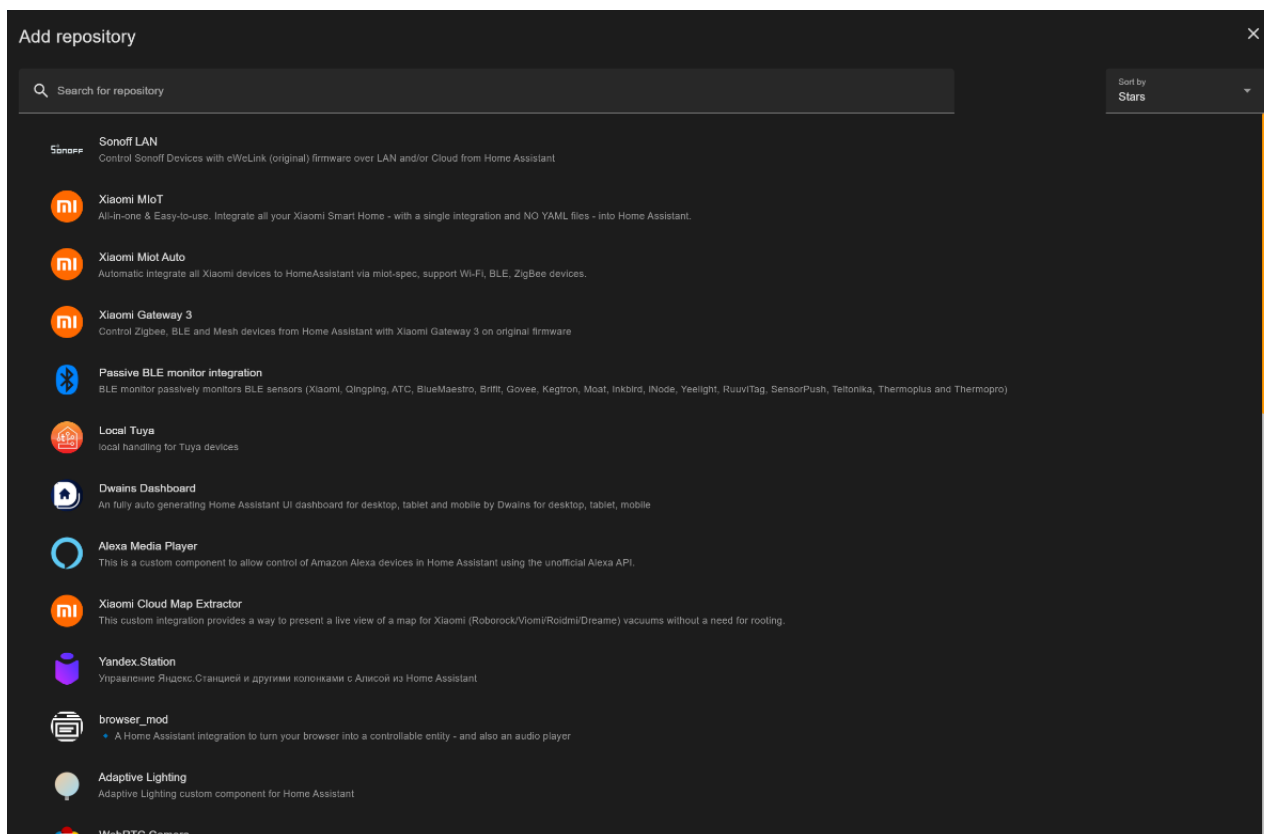 Add repository
Search for repository
Sort by
Stars
SonoFF
Sonoff LAN
Control Sonoff Devices with eWeLink (original) firmware over LAN and/or Cloud from Home Assistant
Xiaomi MIoT
All-in-one & Easy-to-use. Integrate all your Xiaomi Smart Home - with a single integration and NO YAML files - into Home Assistant.
Xiaomi Miot Auto
Automatic integrate all Xiaomi devices to HomeAssistant via miot-spec, support Wi-Fi, BLE, ZigBee devices.
Xiaomi Gateway 3
Control Zigbee, BLE and Mesh devices from Home Assistant with Xiaomi Gateway 3 on original firmware
Passive BLE monitor integration
BLE monitor passively monitors BLE sensors (Xiaomi, Qingping, ATC, BlueMaestro, Brifit, Govee, Kegtron, Moat, Inkbird, iNode, Yeelight, RuuviTag, SensorPush, Teltonika, Thermoplus and Thermopro)
Local Tuya
local handling for Tuya devices
Dwains Dashboard
An fully auto generating Home Assistant UI dashboard for desktop, tablet and mobile by Dwains for desktop, tablet, mobile
Alexa Media Player
This is a custom component to allow control of Amazon Alexa devices in Home Assistant using the unofficial Alexa API.
Xiaomi Cloud Map Extractor
This custom integration provides a way to present a live view of a map for Xiaomi (Roborock/Viomi/Roidmi/Dreame) vacuums without a need for rooting.
Yandex.Station
Управление Яндекс.Станцией и другими колонками с Алисой из Home Assistant
browser_mod
🔹 A Home Assistant integration to turn your browser into a controllable entity - and also an audio player
Adaptive Lighting
Adaptive Lighting custom component for Home Assistant
WebRTC Camera